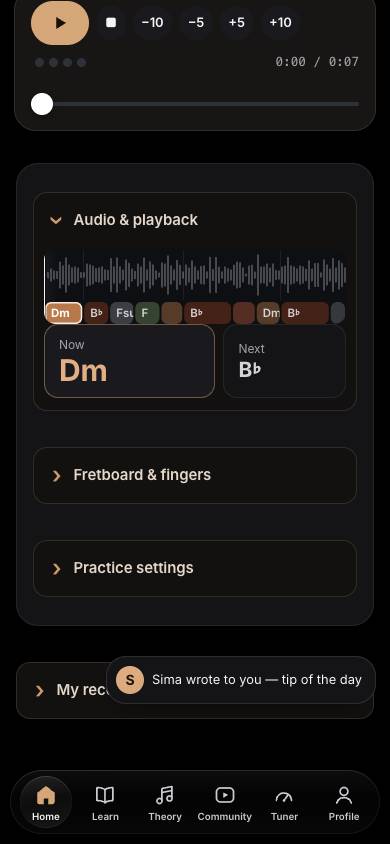 −10 −5 +5 +10
0:00 / 0:07
Audio & playback
Dm B♭ Fsu F B♭ Dm B♭
Now
Dm
Next
B♭
Fretboard & fingers
Practice settings
My reco
S Sima wrote to you — tip of the day
Home Learn Theory Community Tuner Profile